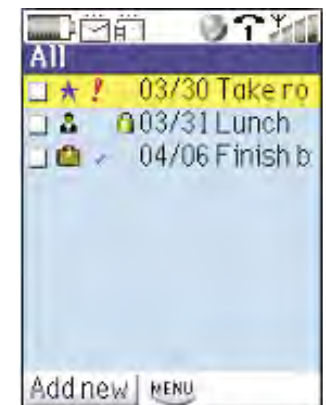 All
! 03/30 Take ro
03/31 Lunch
04/06 Finish b
Add new MENU